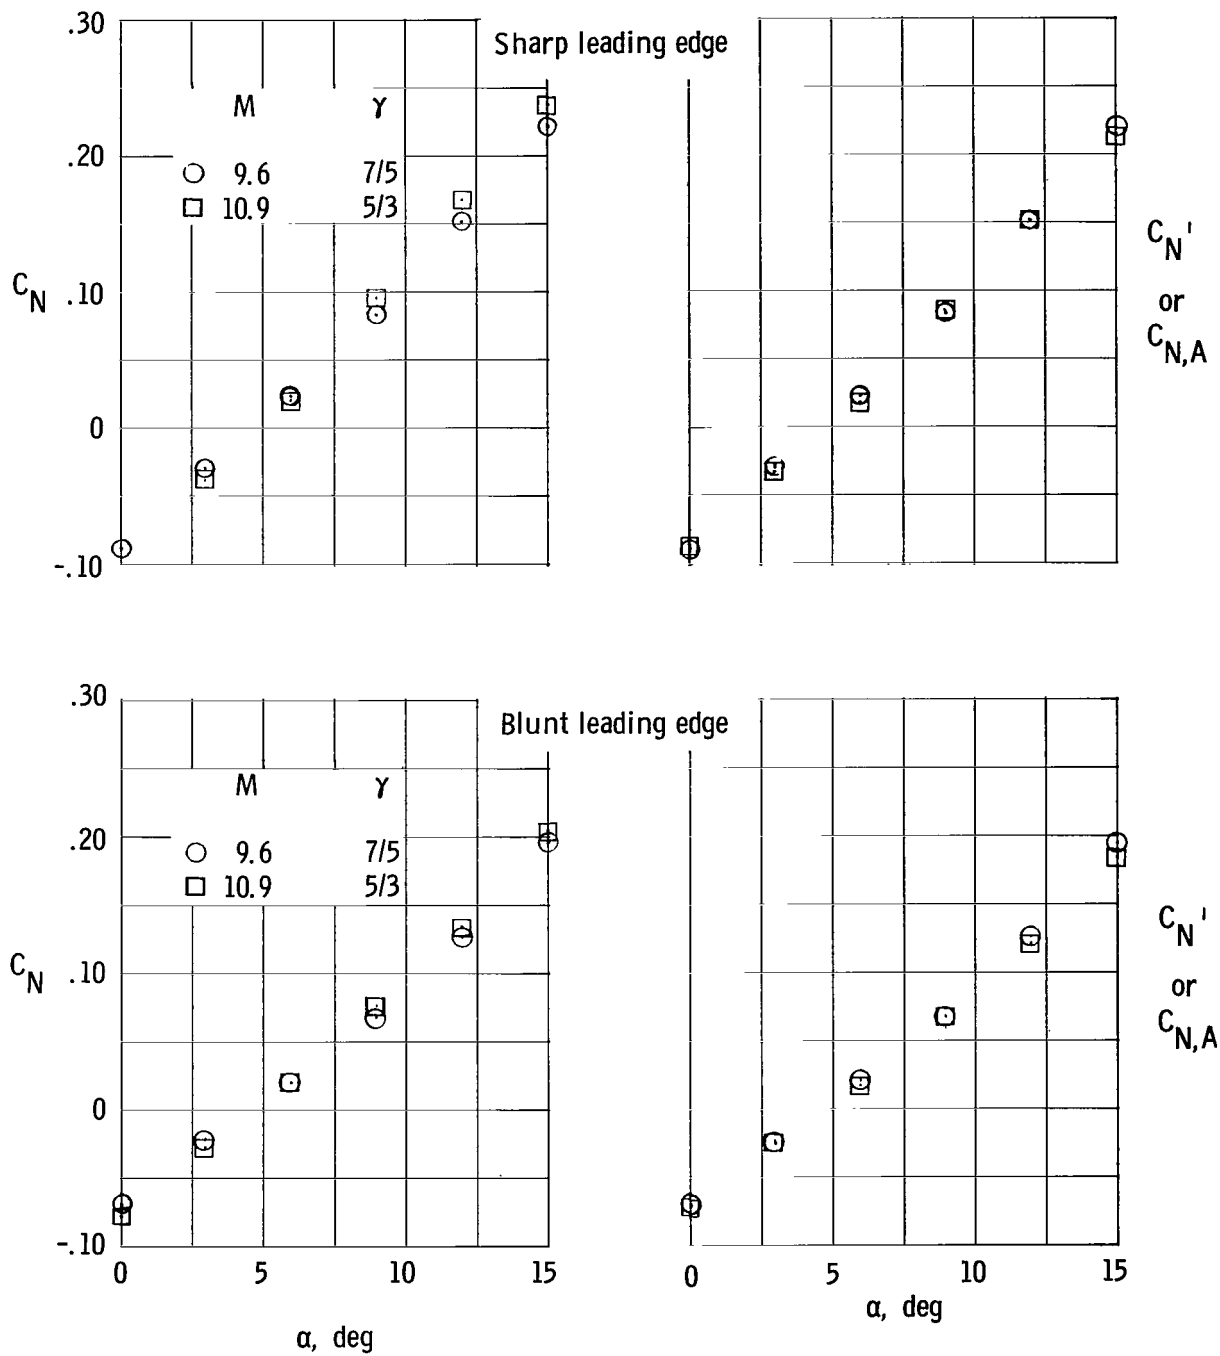 .30
Sharp leading edge
M γ
.20
9.6 7/5
10.9 5/3
C_N'
or
C_N,A
C_N
.10
0
-.10
.30
Blunt leading edge
M γ
.20
9.6 7/5
10.9 5/3
C_N'
or
C_N,A
C_N
.10
0
-.10
0 5 10 15
0 5 10 15
α, deg
α, deg